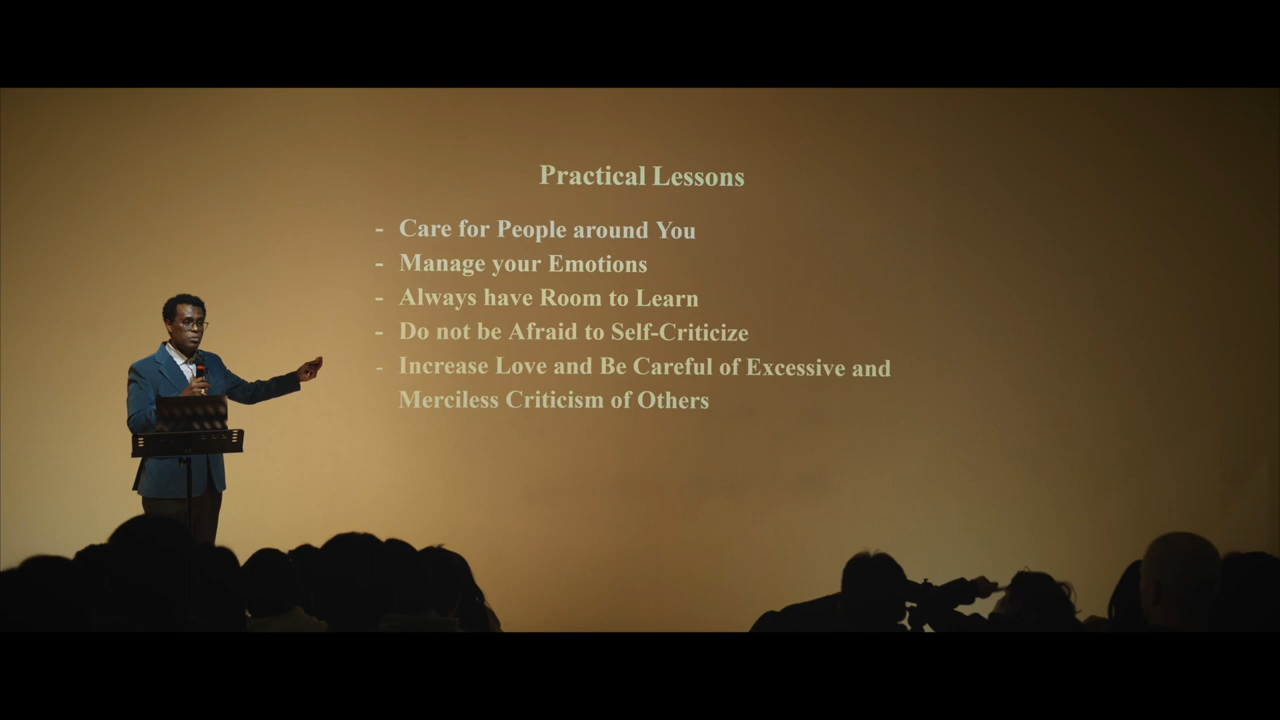 Practical Lessons
- Care for People around You
- Manage your Emotions
- Always have Room to Learn
- Do not be Afraid to Self-Criticize
- Increase Love and Be Careful of Excessive and
Merciless Criticism of Others